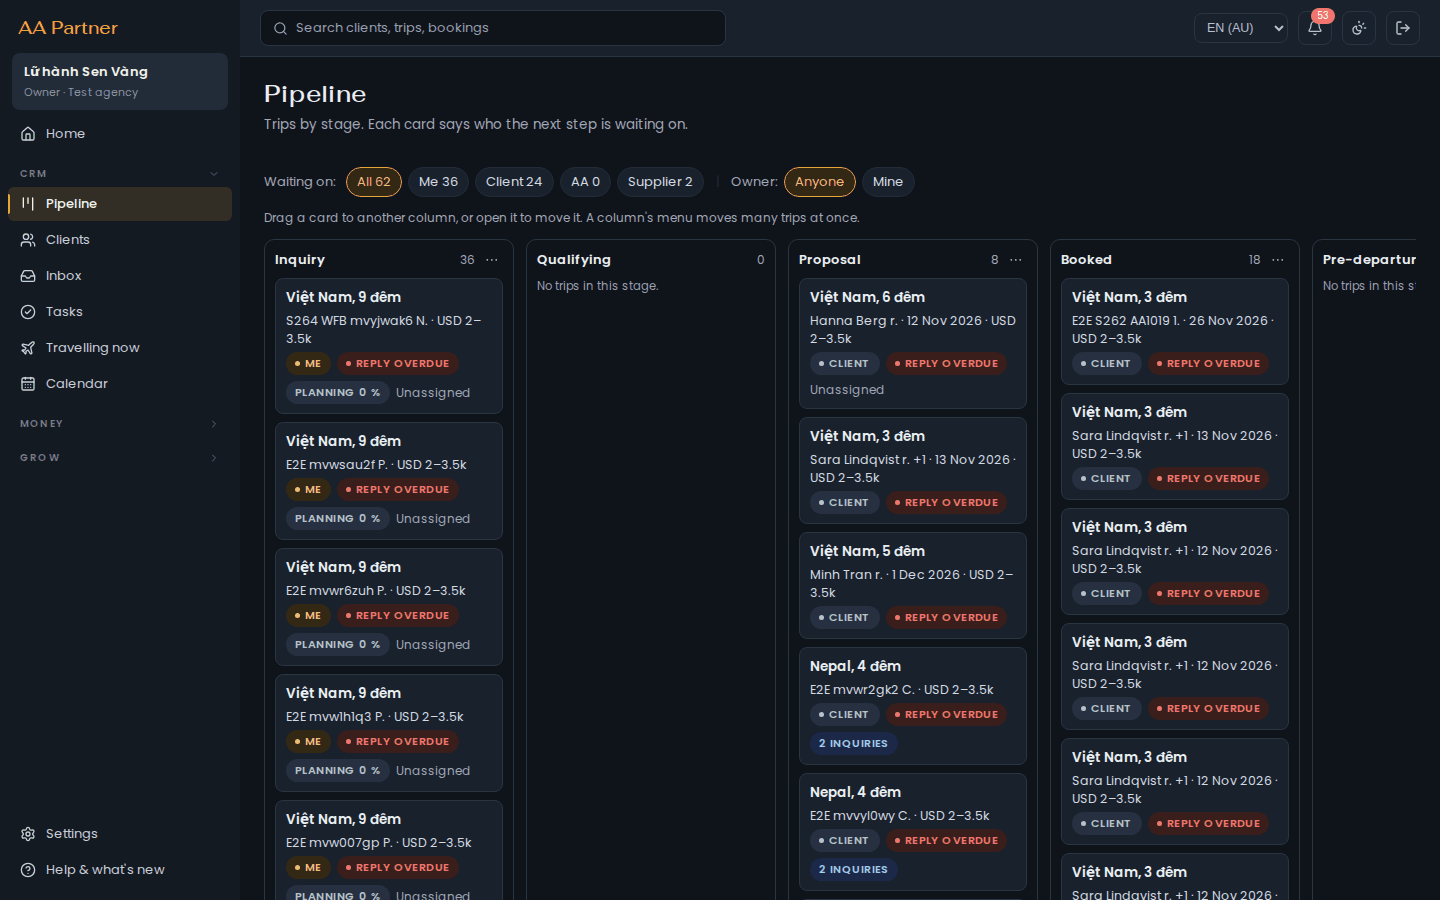 AA Partner
Search clients, trips, bookings
EN (AU)
53
Lữ hành Sen Vàng
Owner · Test agency
Home
CRM
Pipeline
Clients
Inbox
Tasks
Travelling now
Calendar
MONEY
GROW
Settings
Help & what's new
Pipeline
Trips by stage. Each card says who the next step is waiting on.
Waiting on: All 62 Me 36 Client 24 AA 0 Supplier 2 Owner: Anyone Mine
Drag a card to another column, or open it to move it. A column's menu moves many trips at once.
Inquiry 36 ···
Việt Nam, 9 đêm
S264 WFB mvyjwak6 N. · USD 2–
3.5k
ME REPLY OVERDUE
PLANNING 0 % Unassigned
Việt Nam, 9 đêm
E2E mvwsau2f P. · USD 2–3.5k
ME REPLY OVERDUE
PLANNING 0 % Unassigned
Việt Nam, 9 đêm
E2E mvwr6zuh P. · USD 2–3.5k
ME REPLY OVERDUE
PLANNING 0 % Unassigned
Việt Nam, 9 đêm
E2E mvw1h1q3 P. · USD 2–3.5k
ME REPLY OVERDUE
PLANNING 0 % Unassigned
Việt Nam, 9 đêm
E2E mvw007gp P. · USD 2–3.5k
ME REPLY OVERDUE
PLANNING 0 % Unassigned
Qualifying 0
No trips in this stage.
Proposal 8 ···
Việt Nam, 6 đêm
Hanna Berg r. · 12 Nov 2026 · USD
2–3.5k
CLIENT REPLY OVERDUE
Unassigned
Việt Nam, 3 đêm
Sara Lindqvist r. +1 · 13 Nov 2026 ·
USD 2–3.5k
CLIENT REPLY OVERDUE
Việt Nam, 5 đêm
Minh Tran r. · 1 Dec 2026 · USD 2–
3.5k
CLIENT REPLY OVERDUE
Nepal, 4 đêm
E2E mvwr2gk2 C. · USD 2–3.5k
CLIENT REPLY OVERDUE
2 INQUIRIES
Nepal, 4 đêm
E2E mvvyl0wy C. · USD 2–3.5k
CLIENT REPLY OVERDUE
2 INQUIRIES
Booked 18 ···
Việt Nam, 3 đêm
E2E S262 AA1019 1. · 26 Nov 2026 ·
USD 2–3.5k
CLIENT REPLY OVERDUE
Việt Nam, 3 đêm
Sara Lindqvist r. +1 · 13 Nov 2026 ·
USD 2–3.5k
CLIENT REPLY OVERDUE
Việt Nam, 3 đêm
Sara Lindqvist r. +1 · 12 Nov 2026 ·
USD 2–3.5k
CLIENT REPLY OVERDUE
Việt Nam, 3 đêm
Sara Lindqvist r. +1 · 12 Nov 2026 ·
USD 2–3.5k
CLIENT REPLY OVERDUE
Việt Nam, 3 đêm
Sara Lindqvist r. +1 · 12 Nov 2026 ·
USD 2–3.5k
CLIENT REPLY OVERDUE
Việt Nam, 3 đêm
Sara Lindqvist r. +1 · 12 Nov 2026 ·
Pre-departur
No trips in this s